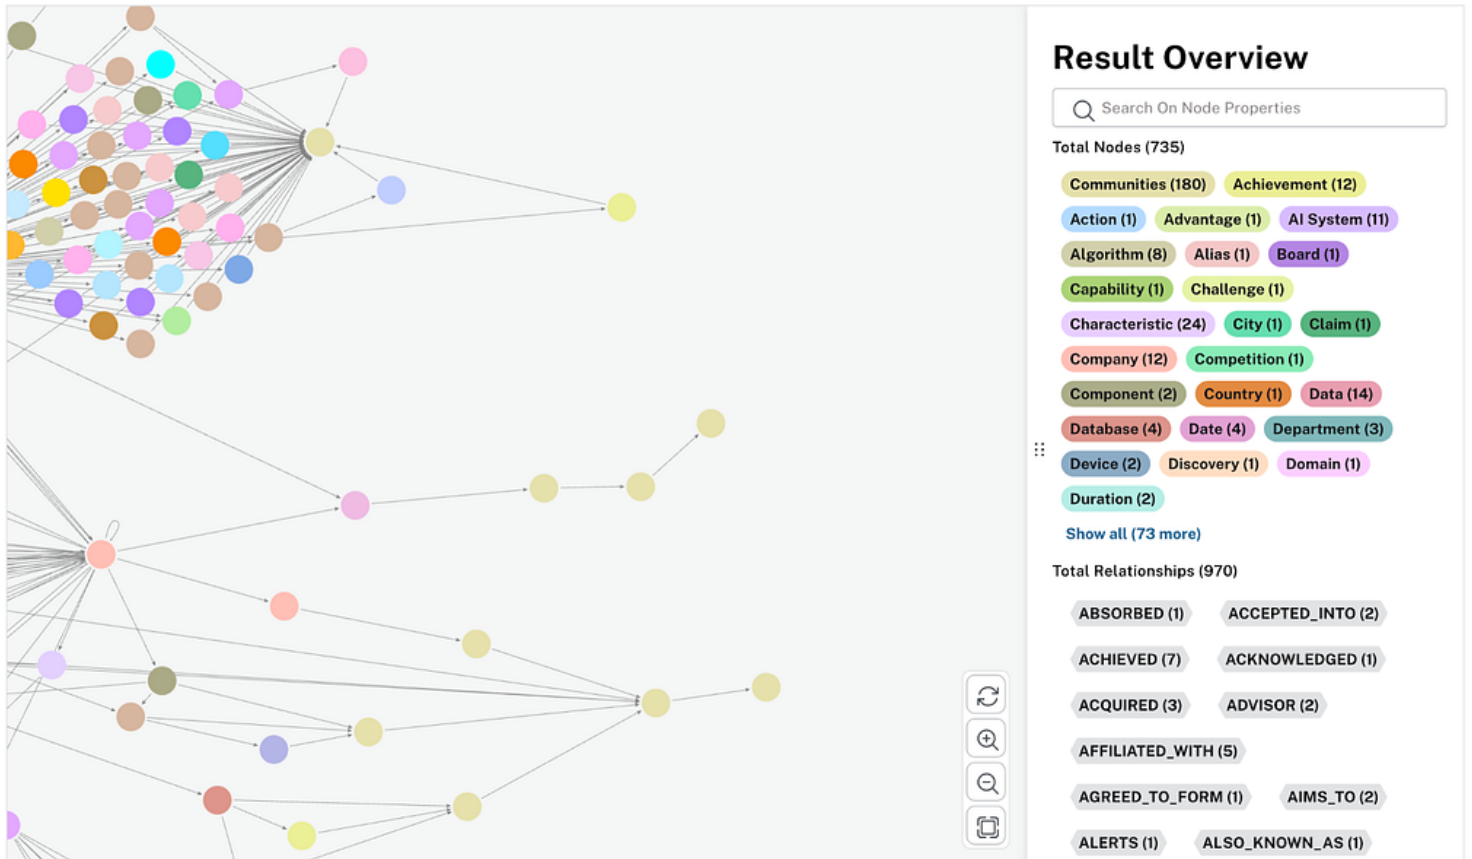 Result Overview
Search On Node Properties
Total Nodes (735)
Communities (180) Achievement (12)
Action (1) Advantage (1) AI System (11)
Algorithm (8) Alias (1) Board (1)
Capability (1) Challenge (1)
Characteristic (24) City (1) Claim (1)
Company (12) Competition (1)
Component (2) Country (1) Data (14)
Database (4) Date (4) Department (3)
Device (2) Discovery (1) Domain (1)
Duration (2)
Show all (73 more)
Total Relationships (970)
ABSORBED (1) ACCEPTED_INTO (2)
ACHIEVED (7) ACKNOWLEDGED (1)
ACQUIRED (3) ADVISOR (2)
AFFILIATED_WITH (5)
AGREED_TO_FORM (1) AIMS_TO (2)
ALERTS (1) ALSO_KNOWN_AS (1)